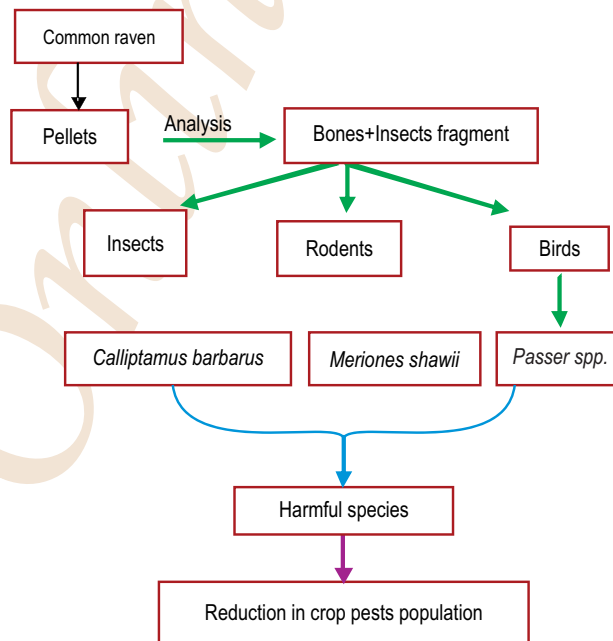 Common raven
Pellets
Analysis
Bones+Insects fragment
Insects
Rodents
Birds
Calliptamus barbarus
Meriones shawii
Passer spp.
Harmful species
Reduction in crop pests population